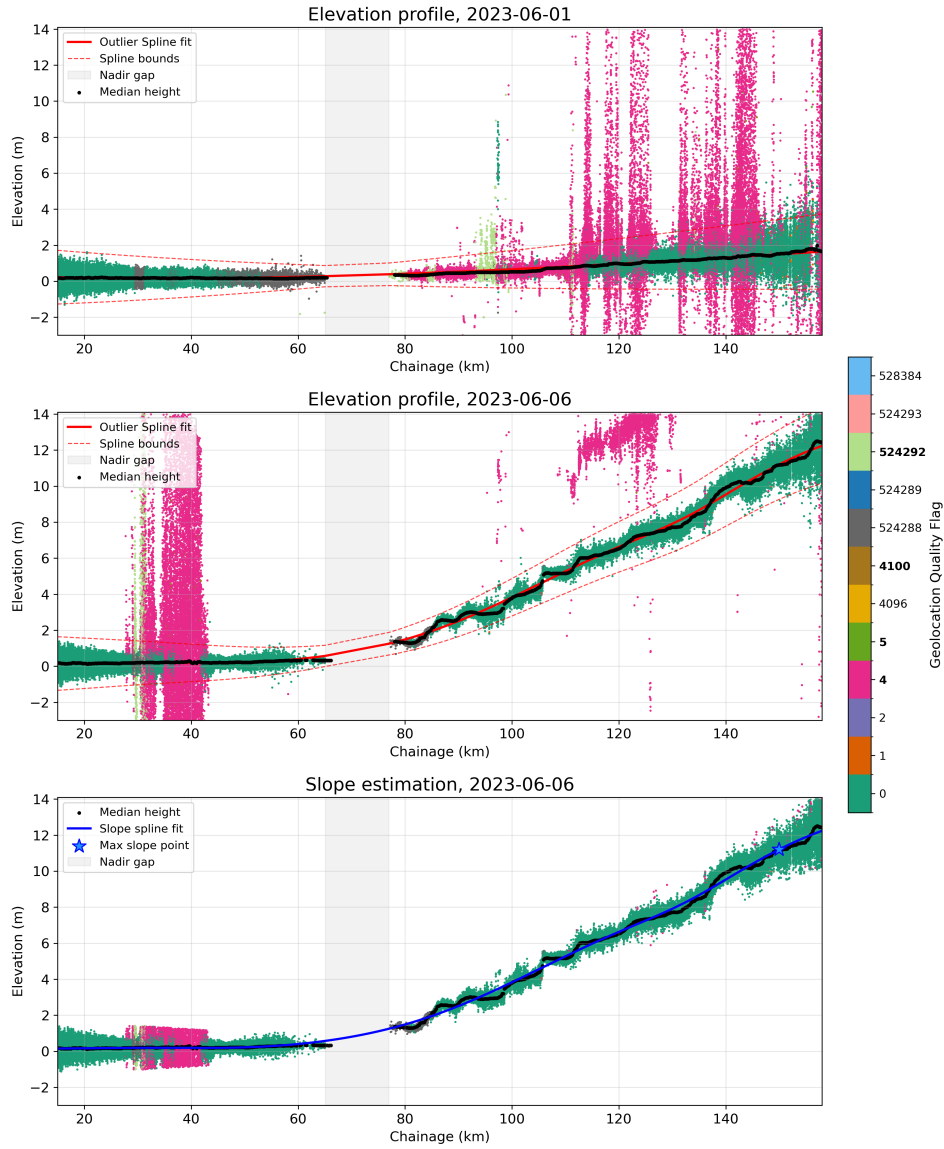 Elevation profile, 2023-06-01
14
12
10
8
6
4
2
0
−2
Elevation (m)
Outlier Spline fit
Spline bounds
Nadir gap
Median height
20 40 60 80 100 120 140
Chainage (km)
Elevation profile, 2023-06-06
14
12
10
8
6
4
2
0
−2
Elevation (m)
Outlier Spline fit
Spline bounds
Nadir gap
Median height
20 40 60 80 100 120 140
Chainage (km)
Slope estimation, 2023-06-06
14
12
10
8
6
4
2
0
−2
Elevation (m)
Median height
Slope spline fit
Max slope point
Nadir gap
20 40 60 80 100 120 140
Chainage (km)
528384
524293
524292
524289
524288
4100
4096
5
4
2
1
0
Geolocation Quality Flag